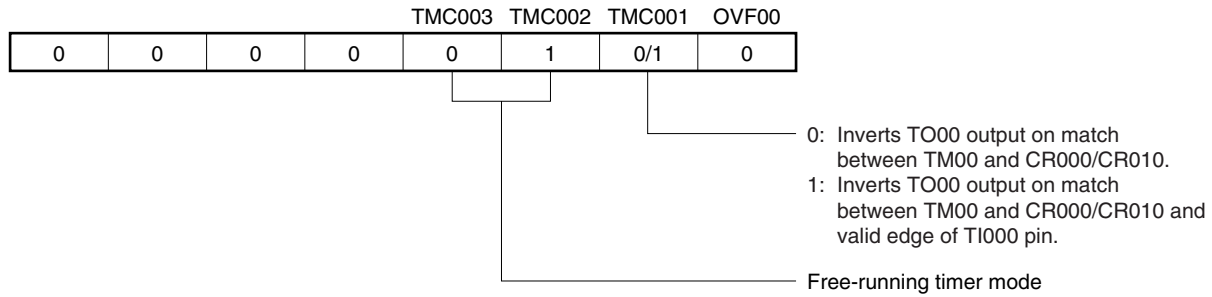 TMC003 TMC002 TMC001 OVF00
0 0 0 0 0 1 0/1 0
0: Inverts TO00 output on match
between TM00 and CR000/CR010.
1: Inverts TO00 output on match
between TM00 and CR000/CR010 and
valid edge of TI000 pin.
Free-running timer mode